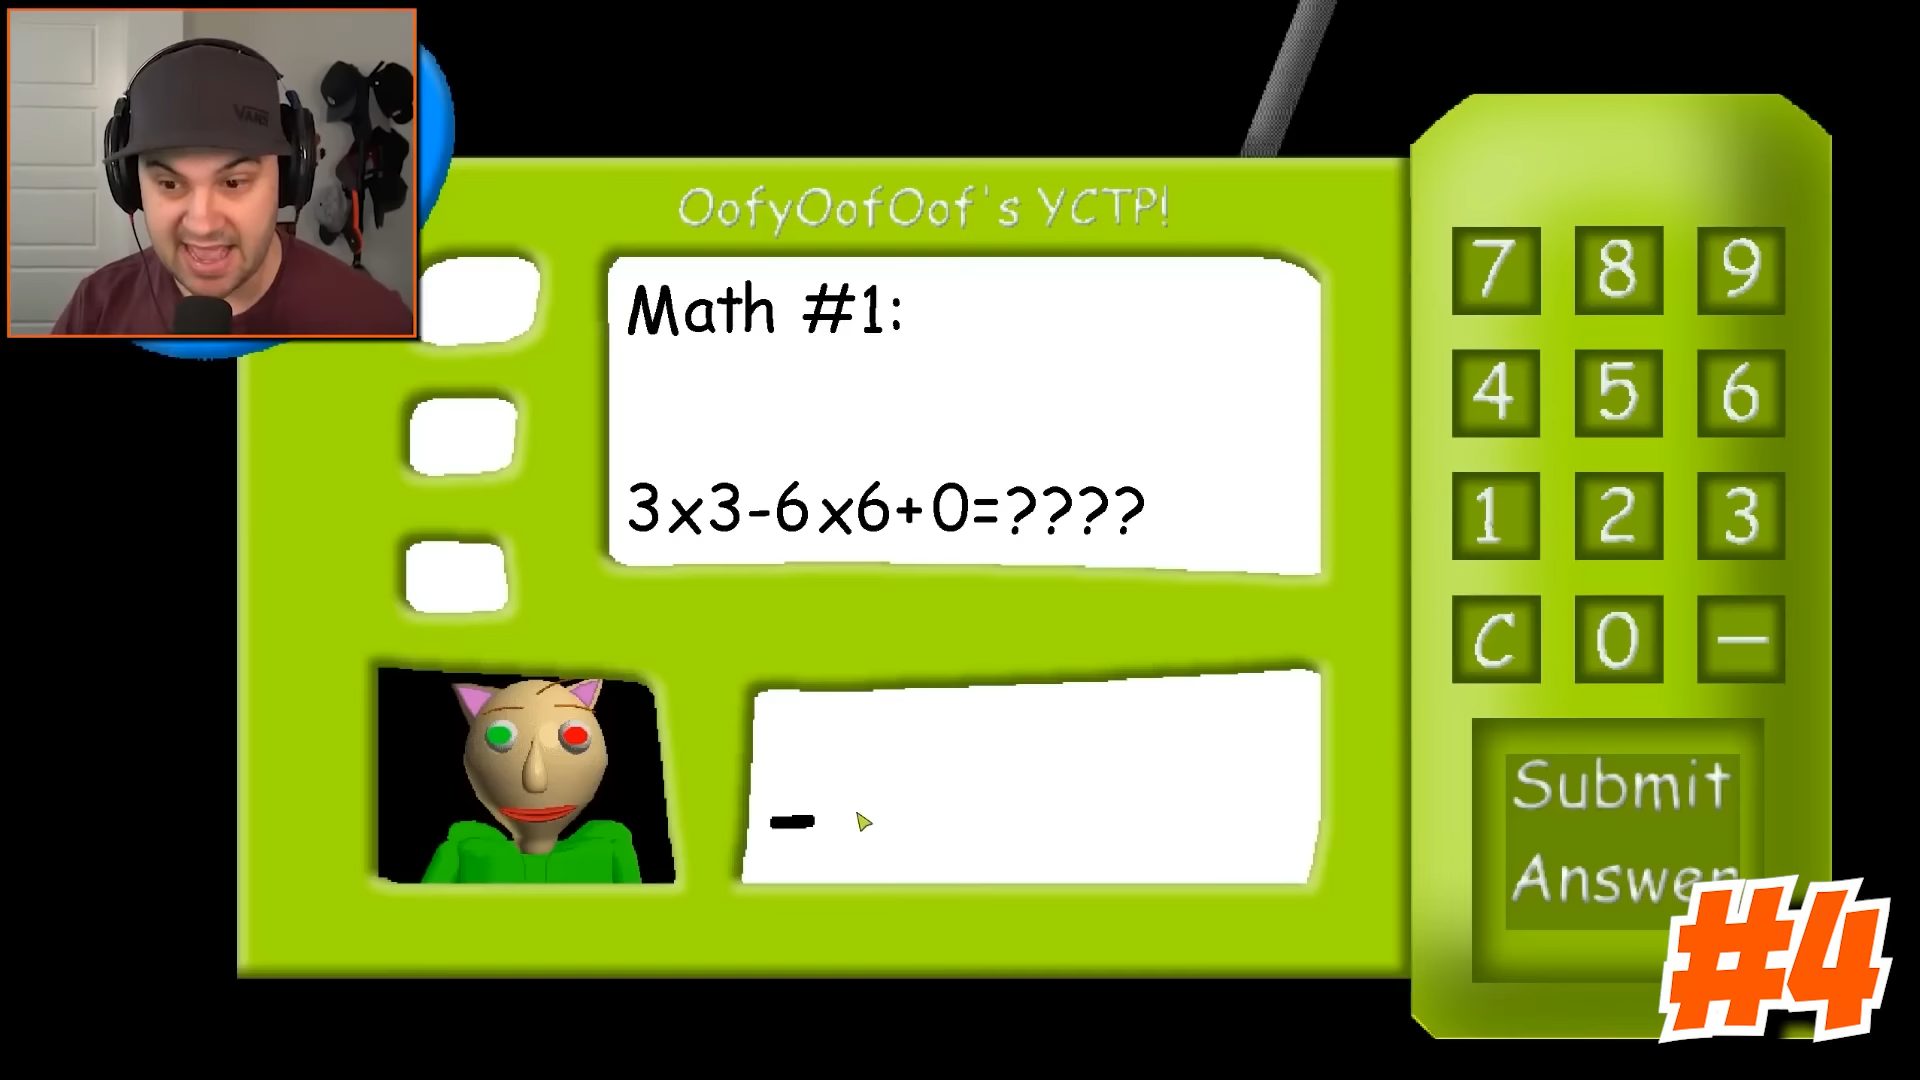 VANS
OofyOofOof's YCTP!
Math #1:
3x3-6x6+0=????
-
7 8 9
4 5 6
1 2 3
C 0 -
Submit
Answer
#4